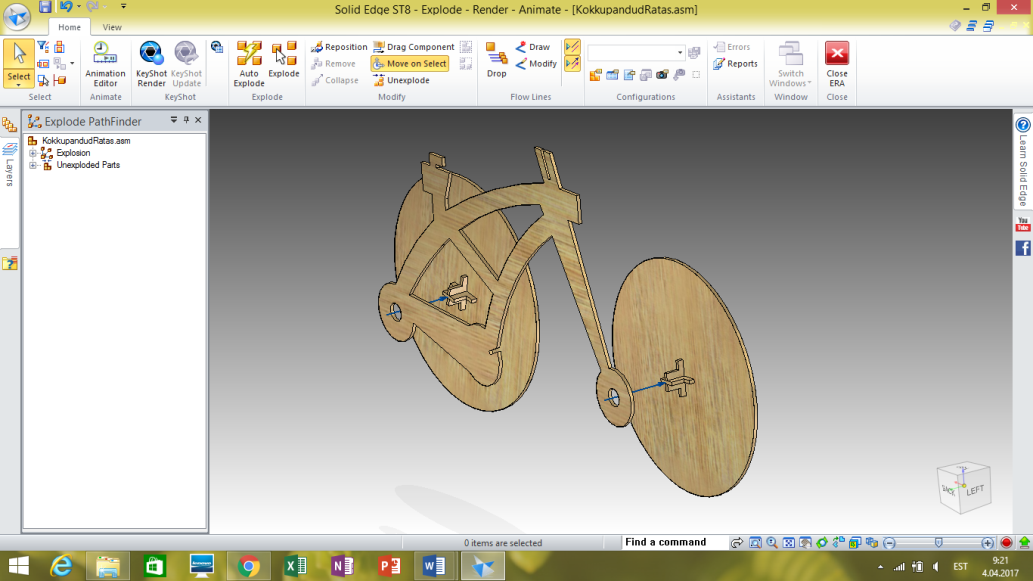 Solid Edge ST8 - Explode - Render - Animate - [KokkupandudRatas.asm]
Home View
Select
Select
Animation Editor
Animate
KeyShot Render
KeyShot Update
KeyShot
Auto Explode
Explode
Explode
Reposition
Remove
Collapse
Drag Component
Move on Select
Unexplode
Modify
Drop
Draw
Modify
Flow Lines
Configurations
Errors
Reports
Assistants
Switch Windows
Window
Close ERA
Close
Explode PathFinder
KokkupandudRatas.asm
Explosion
Unexploded Parts
Layers
Learn Solid Edge
You Tube
BACK
LEFT
0 items are selected
Find a command
EST
9:21
4.04.2017